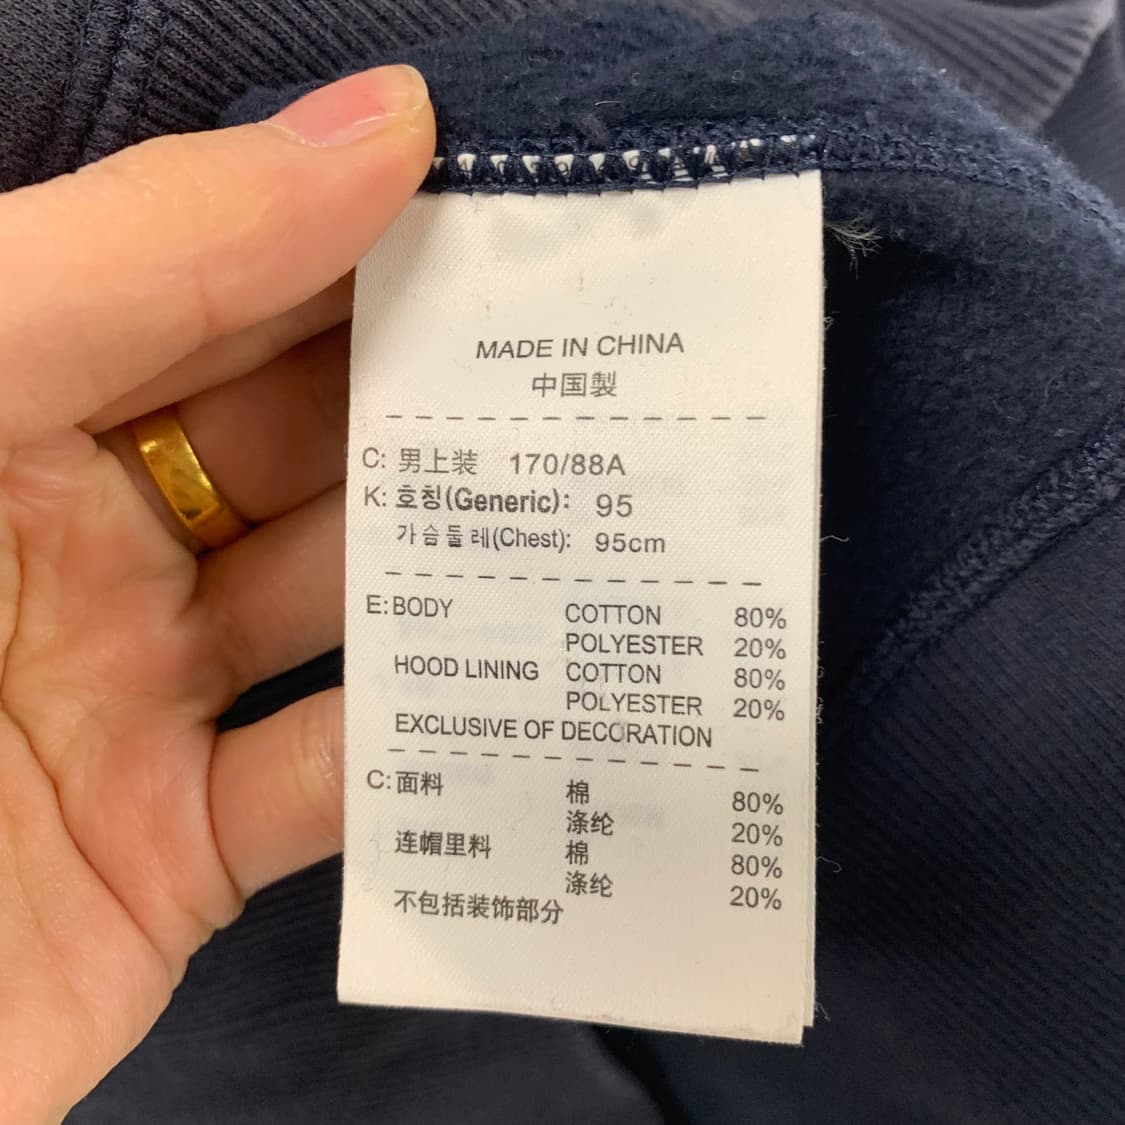 MADE IN CHINA
中国製
C: 男上装 170/88A
K: 호칭(Generic): 95
가슴둘레(Chest): 95cm
E: BODY COTTON 80%
POLYESTER 20%
HOOD LINING COTTON 80%
POLYESTER 20%
EXCLUSIVE OF DECORATION
C: 面料 棉 80%
涤纶 20%
连帽里料 棉 80%
涤纶 20%
不包括装饰部分